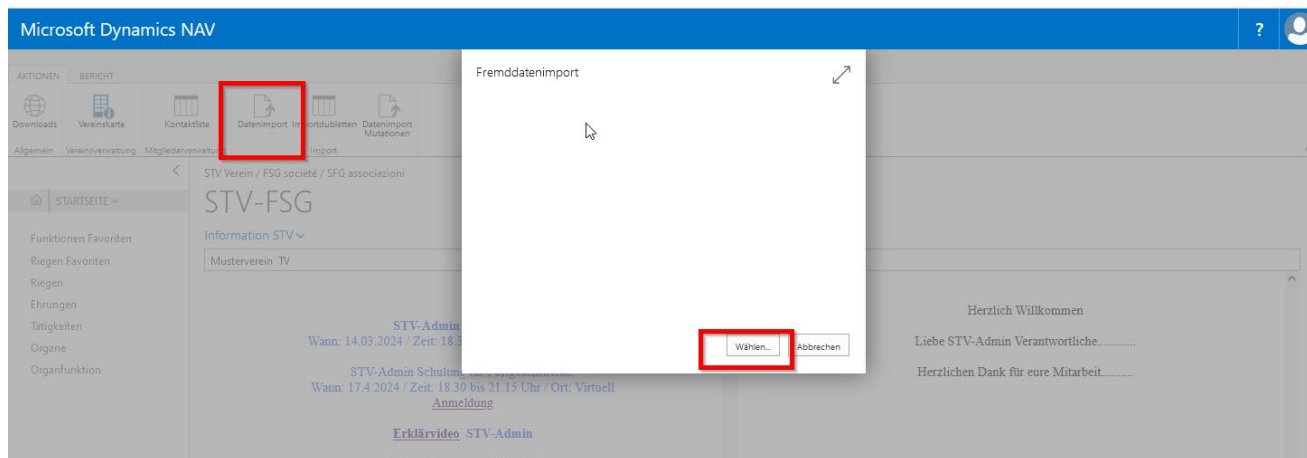 Microsoft Dynamics NAV
?
AKTIONEN BERICHT
Fremddatenimport
Downloads Vereinskarte Kontaktliste Datenimport Importdubletten Datenimport Mutationen
Allgemein Vereinsverwaltung Mitgliederverwaltung Import
STV Verein / FSG société / SFG associazioni
STARTSEITE
STV-FSG
Funktionen Favoriten
Information STV
Riegen Favoriten
Musterverein TV
Riegen
Ehrungen
Herzlich Willkommen
Tätigkeiten
STV-Admin
Wann: 14.03.2024 / Zeit: 18.3
Wählen...
Abbrechen
Liebe STV-Admin Verantwortliche............
Organe
Organfunktion
STV-Admin Schulung
Herzlichen Dank für eure Mitarbeit.........
Wann: 17.4.2024 / Zeit: 18.30 bis 21.15 Uhr / Ort: Virtuell
Anmeldung
Erklärvideo STV-Admin